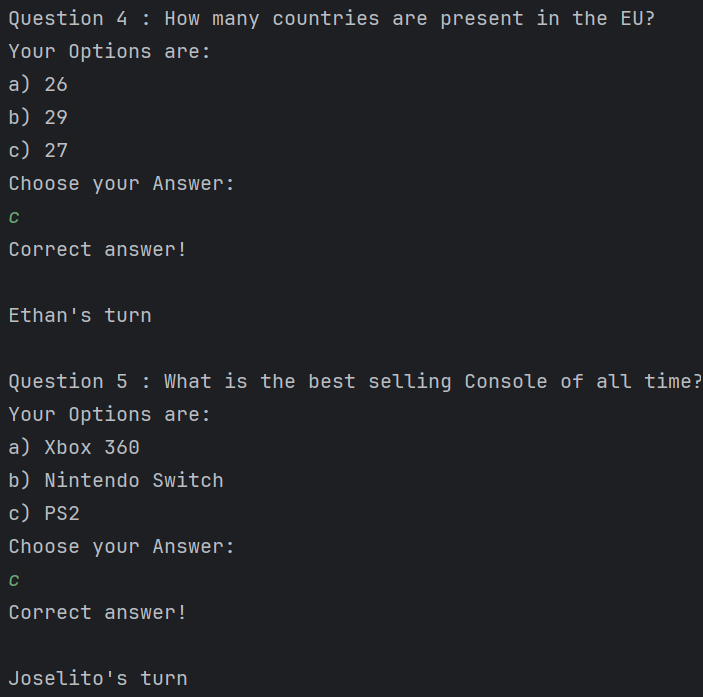 Question 4 : How many countries are present in the EU?
Your Options are:
a) 26
b) 29
c) 27
Choose your Answer:
c
Correct answer!
Ethan's turn
Question 5 : What is the best selling Console of all time?
Your Options are:
a) Xbox 360
b) Nintendo Switch
c) PS2
Choose your Answer:
c
Correct answer!
Joselito's turn